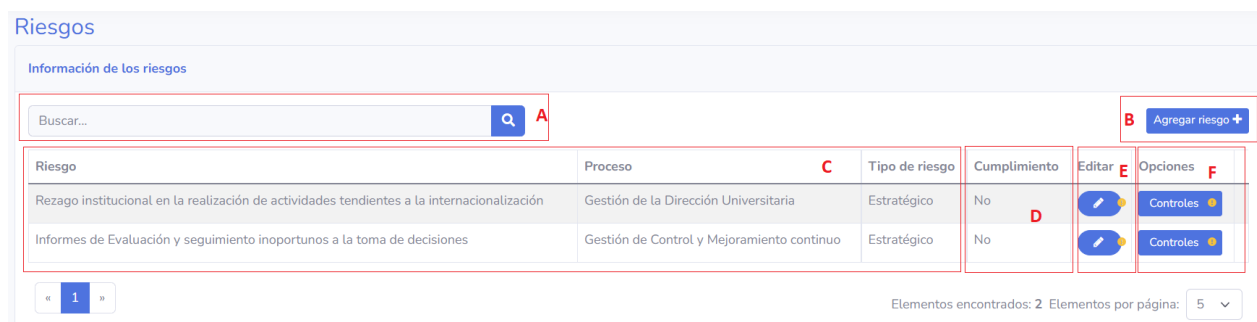 Riesgos
Información de los riesgos
Buscar... A B Agregar riesgo +
Riesgo Proceso C Tipo de riesgo Cumplimiento Editar E Opciones F
Rezago institucional en la realización de actividades tendientes a la internacionalización Gestión de la Dirección Universitaria Estratégico No D Controles
Informes de Evaluación y seguimiento inoportunos a la toma de decisiones Gestión de Control y Mejoramiento continuo Estratégico No Controles
« 1 » Elementos encontrados: 2 Elementos por página: 5